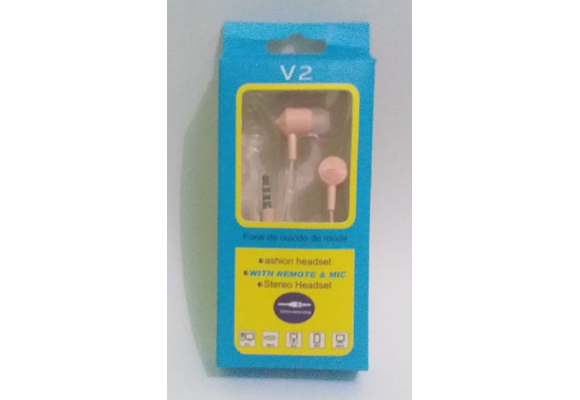 V2
Fone de ouvido de moda
ashion headset
WITH REMOTE & MIC
Stereo Headset